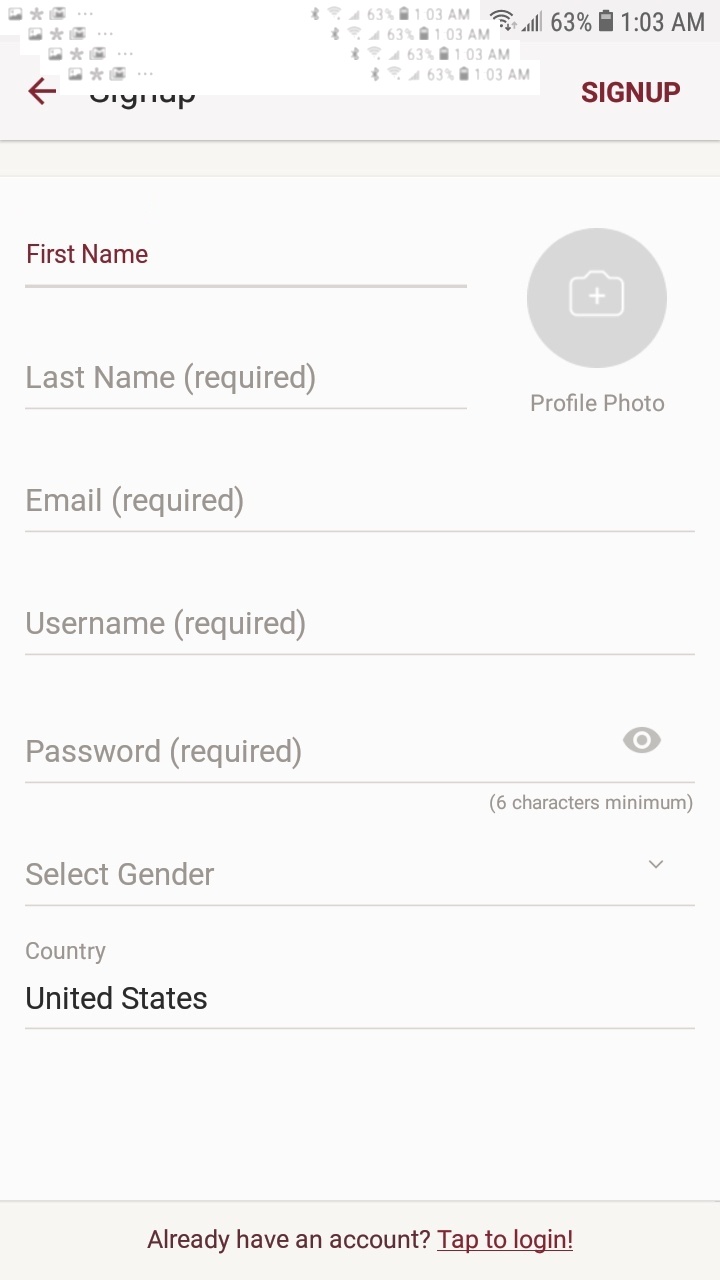 63% 1:03 AM
63% 1 03 AM
63% 1 03 AM
63% 1 03 AM
63% 1 03 AM
Signup
SIGNUP
First Name
Last Name (required)
Profile Photo
Email (required)
Username (required)
Password (required)
(6 characters minimum)
Select Gender
Country
United States
Already have an account? Tap to login!